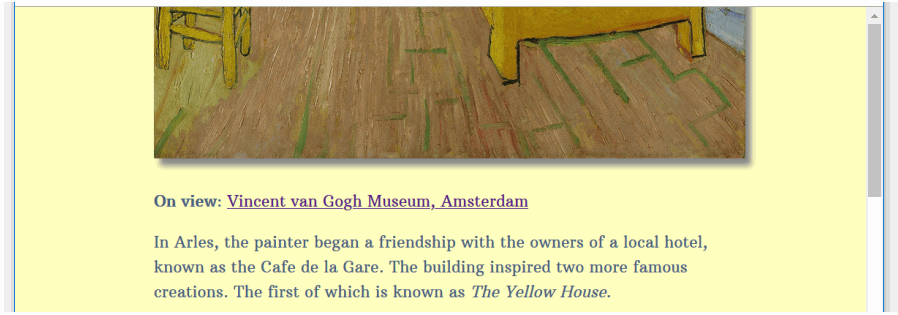 On view: Vincent van Gogh Museum, Amsterdam
In Arles, the painter began a friendship with the owners of a local hotel,
known as the Cafe de la Gare. The building inspired two more famous
creations. The first of which is known as The Yellow House.